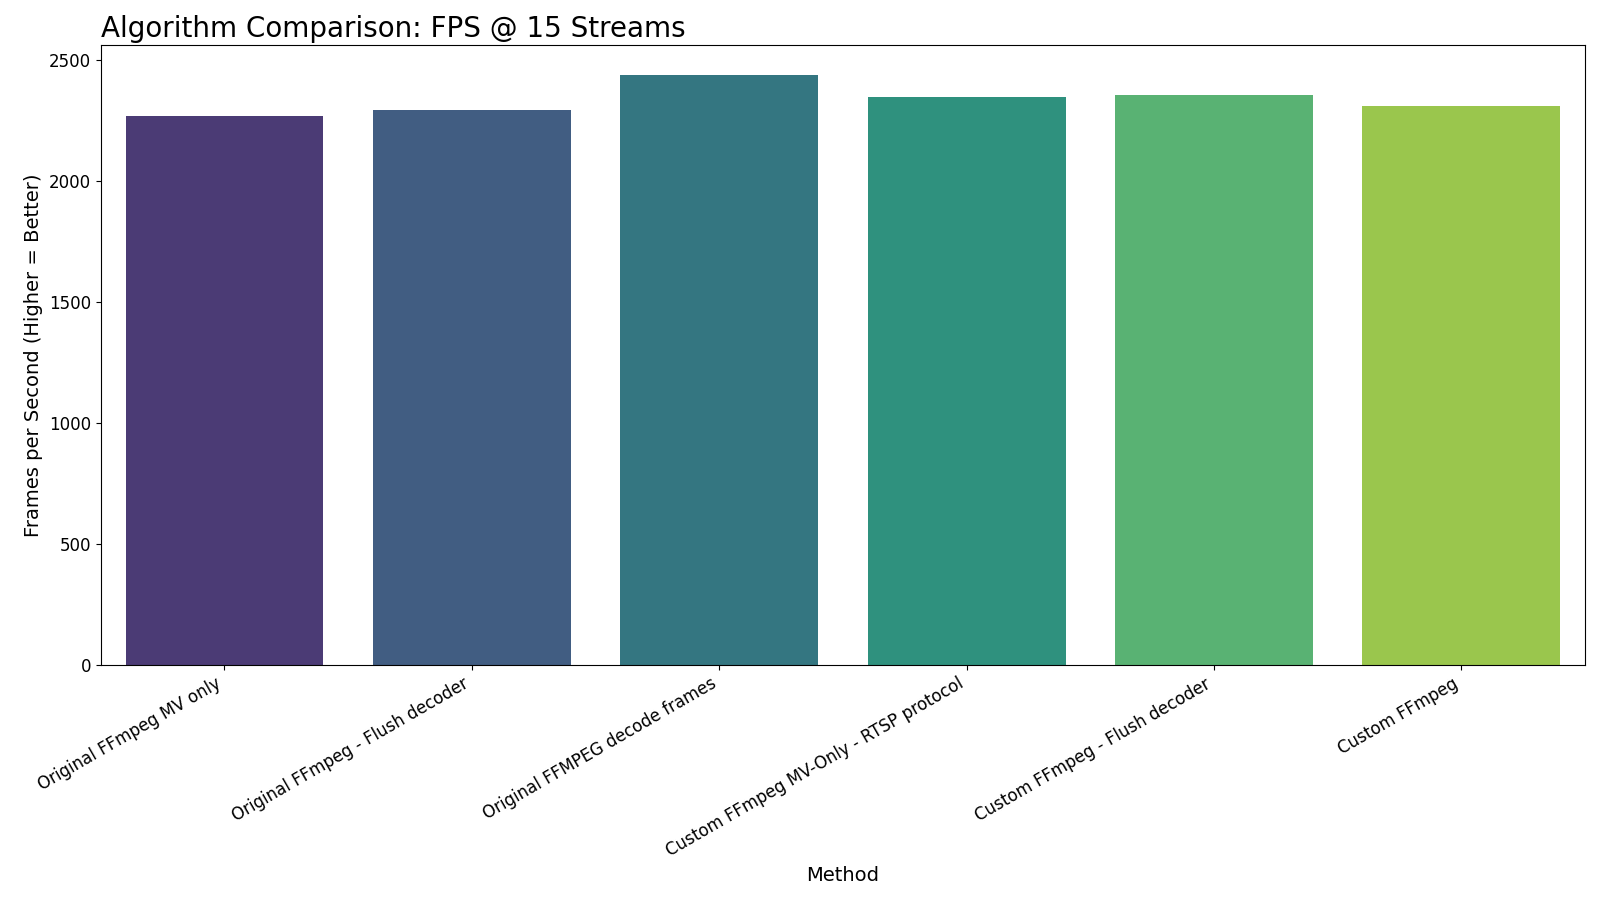 Algorithm Comparison: FPS @ 15 Streams
Frames per Second (Higher = Better)
2500
2000
1500
1000
500
0
Original FFmpeg MV only
Original FFmpeg - Flush decoder
Original FFMPEG decode frames
Custom FFmpeg MV-Only - RTSP protocol
Custom FFmpeg - Flush decoder
Custom FFmpeg
Method